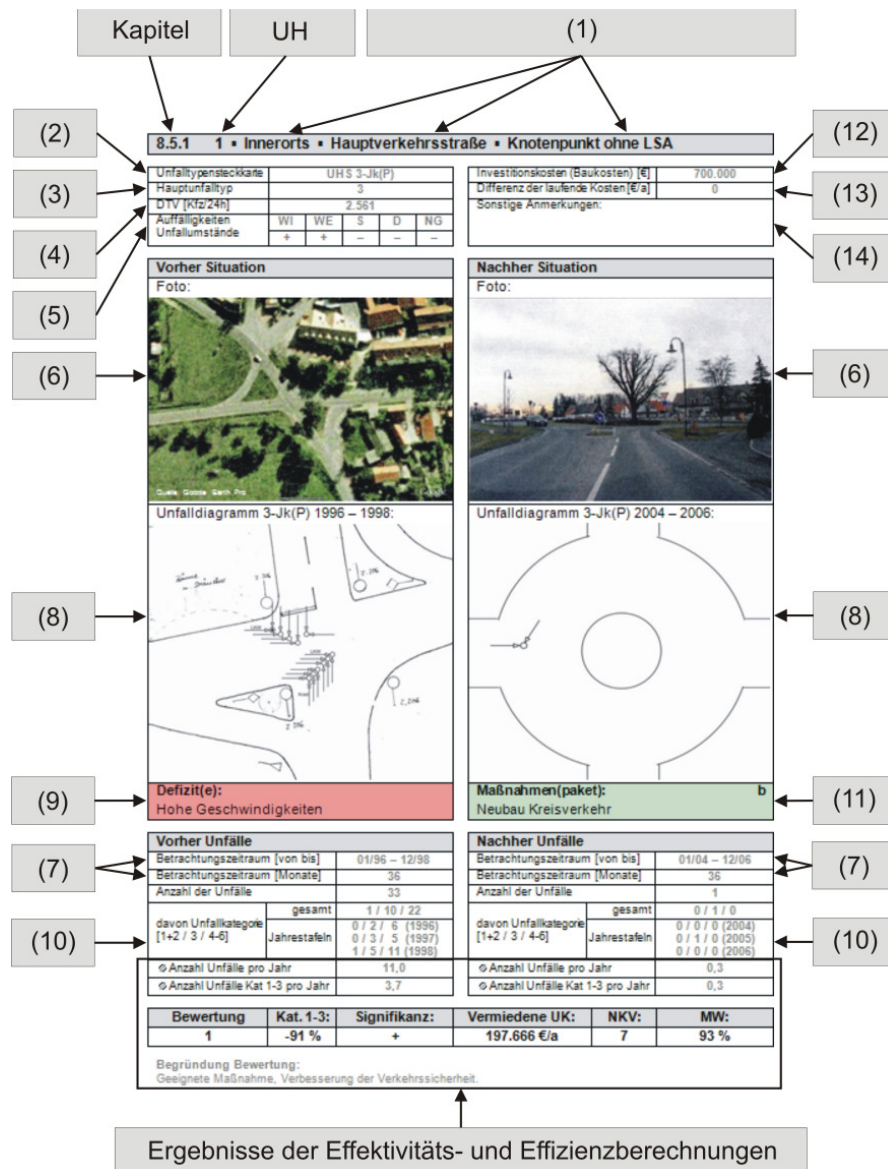 Kapitel UH (1)
8.5.1 1 ▪ Innerorts ▪ Hauptverkehrsstraße ▪ Knotenpunkt ohne LSA
(2)
(3)
(4)
(5)
Unfalltypensteckkarte UHS 3-Jk(P)
Hauptunfalltyp 3
DTV [Kfz/24h] 2.561
Auffälligkeiten WI WE S D NG
Unfallumstände + + – – –
Investitionskosten (Baukosten) [€] 700.000
Differenz der laufende Kosten [€/a] 0
Sonstige Anmerkungen:
(12)
(13)
(14)
Vorher Situation
Foto:
Nachher Situation
Foto:
(6)
(6)
Quelle: Google Earth Pro
Unfalldiagramm 3-Jk(P) 1996 – 1998:
Unfalldiagramm 3-Jk(P) 2004 – 2006:
(8)
Z. 206
Z. 206
Z. 206
Z. 206
(8)
(9)
Defizit(e):
Hohe Geschwindigkeiten
Maßnahmen(paket): b
Neubau Kreisverkehr
(11)
(7)
(10)
Vorher Unfälle
Betrachtungszeitraum [von bis] 01/96 – 12/98
Betrachtungszeitraum [Monate] 36
Anzahl der Unfälle 33
davon Unfallkategorie
[1+2 / 3 / 4-6]
gesamt 1 / 10 / 22
Jahrestafeln
0 / 2 / 6 (1996)
0 / 3 / 5 (1997)
1 / 5 / 11 (1998)
⌀ Anzahl Unfälle pro Jahr 11,0
⌀ Anzahl Unfälle Kat 1-3 pro Jahr 3,7
Nachher Unfälle
Betrachtungszeitraum [von bis] 01/04 – 12/06
Betrachtungszeitraum [Monate] 36
Anzahl der Unfälle 1
davon Unfallkategorie
[1+2 / 3 / 4-6]
gesamt 0 / 1 / 0
Jahrestafeln
0 / 0 / 0 (2004)
0 / 1 / 0 (2005)
0 / 0 / 0 (2006)
⌀ Anzahl Unfälle pro Jahr 0,3
⌀ Anzahl Unfälle Kat 1-3 pro Jahr 0,3
(7)
(10)
Bewertung Kat. 1-3: Signifikanz: Vermiedene UK: NKV: MW:
1 -91 % + 197.666 €/a 7 93 %
Begründung Bewertung:
Geeignete Maßnahme, Verbesserung der Verkehrssicherheit.
Ergebnisse der Effektivitäts- und Effizienzberechnungen